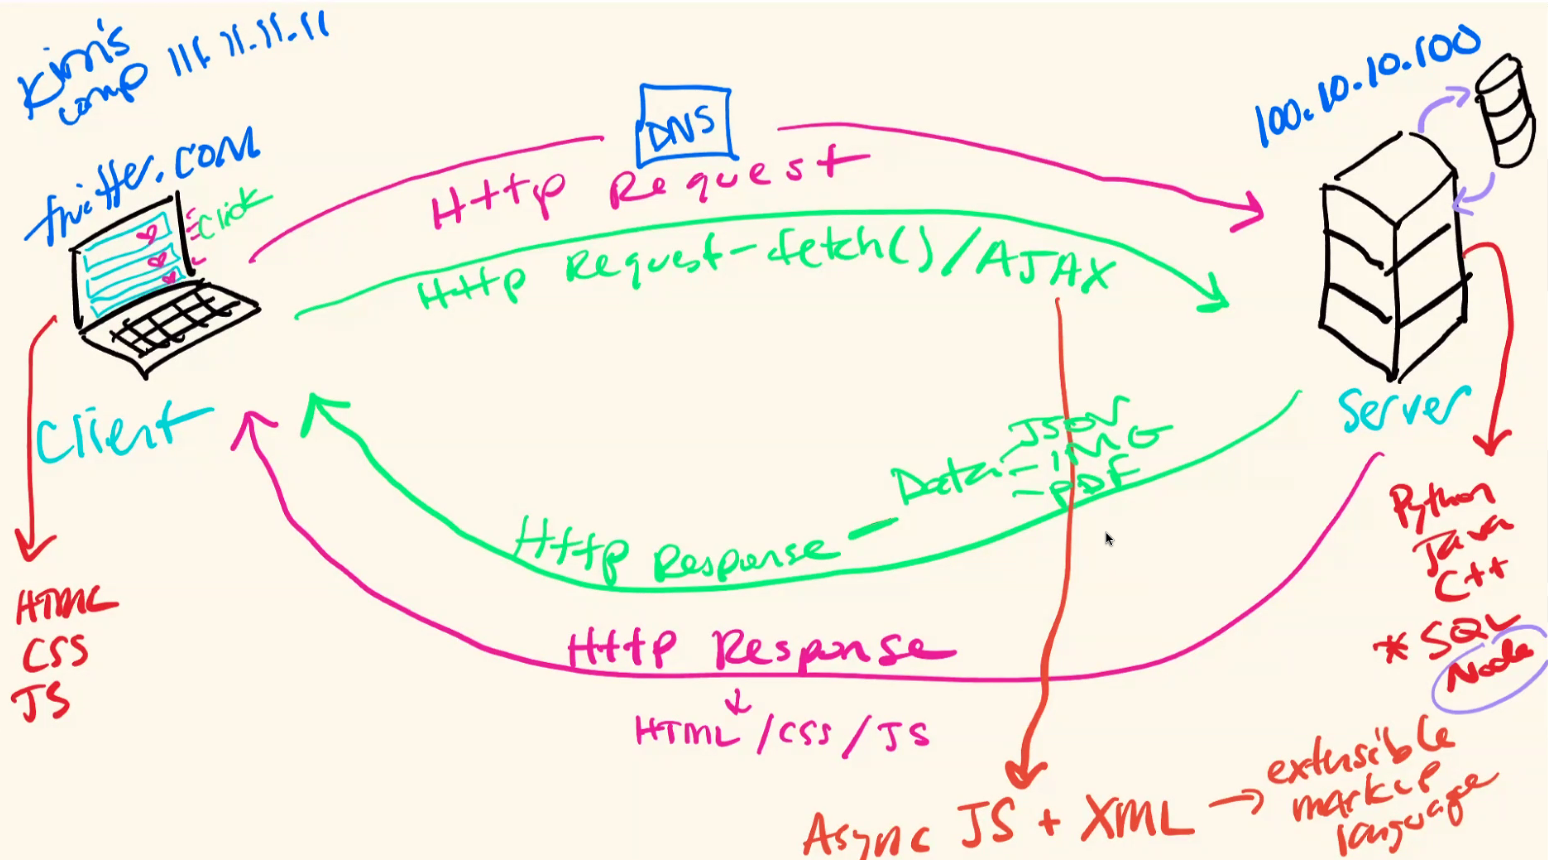 Kim's
comp 111.11.11.11
twitter.com
click
DNS
Http Request
Http Request-fetch()/AJAX
100.10.10.100
Client
Server
HTML
CSS
JS
Data - JSON
- IMG
- PDF
Http Response -
Http Response
HTML/CSS/JS
Python
Java
C++
* SQL
Node
Async JS + XML → extensible
markup
language